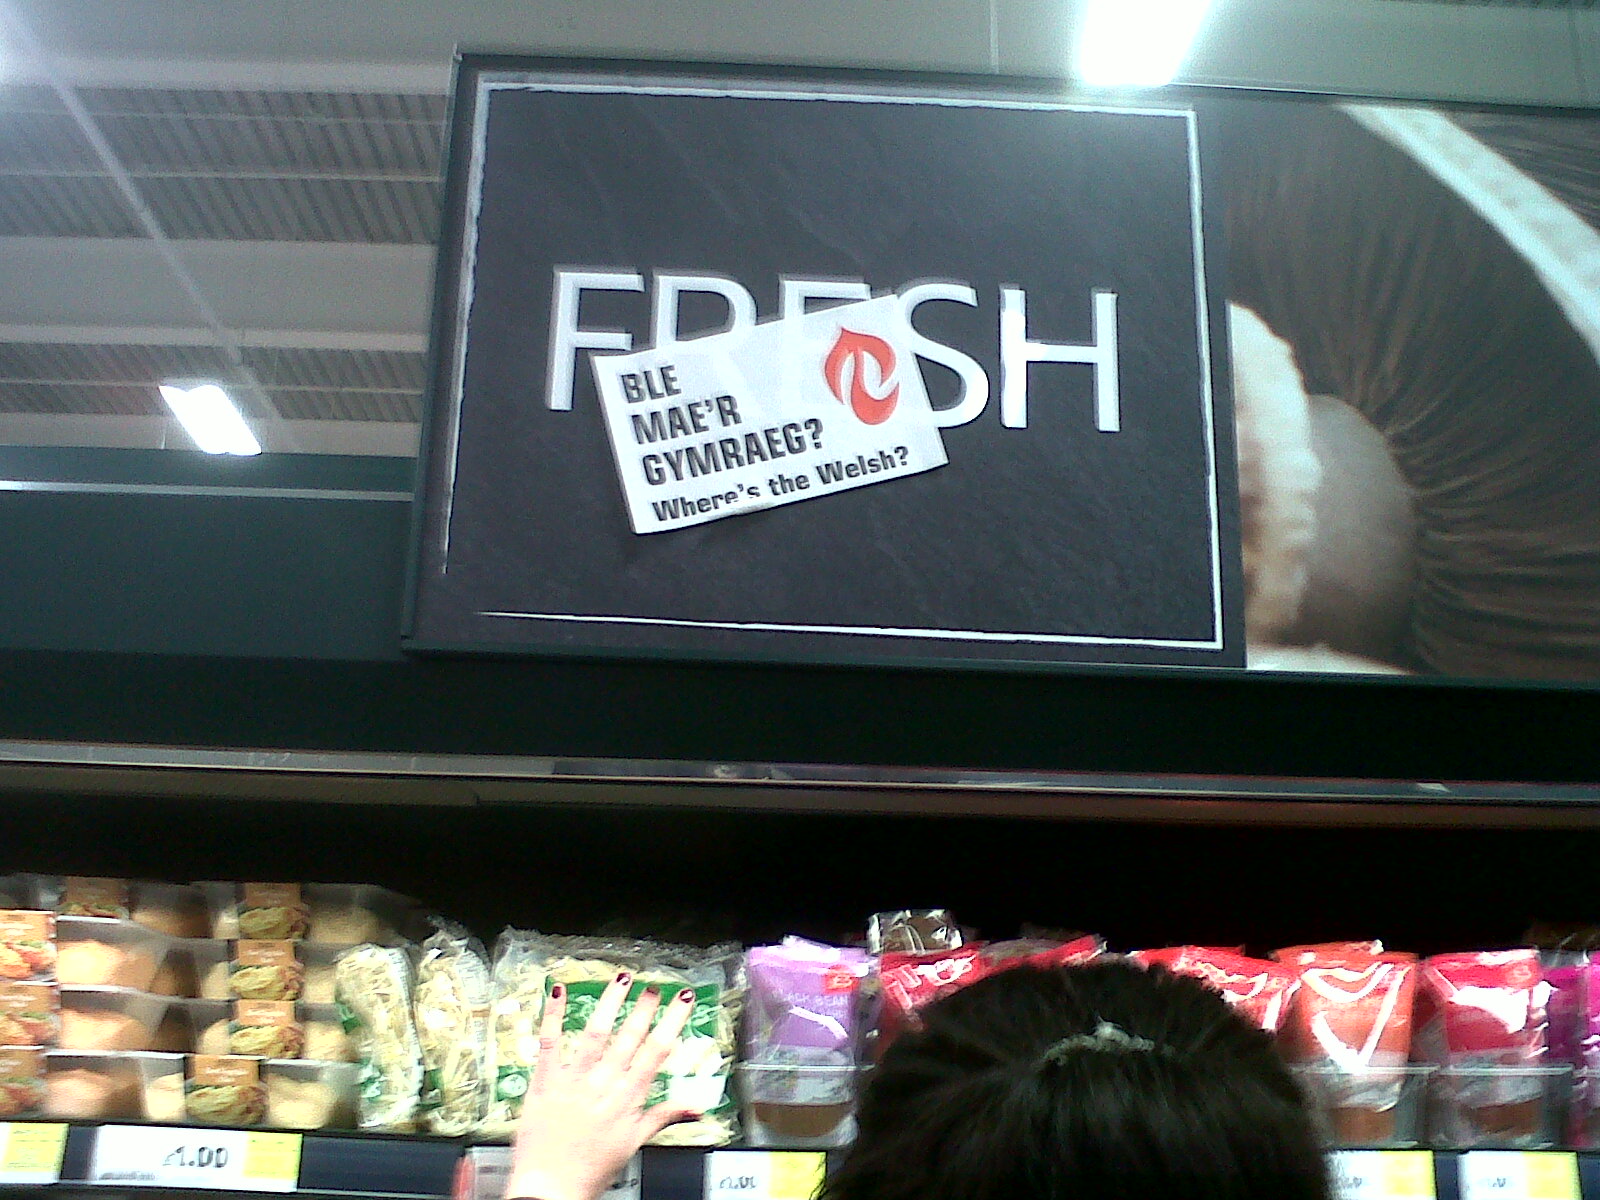 FRESH
BLE
MAE'R
GYMRAEG?
Where's the Welsh?
£1.00